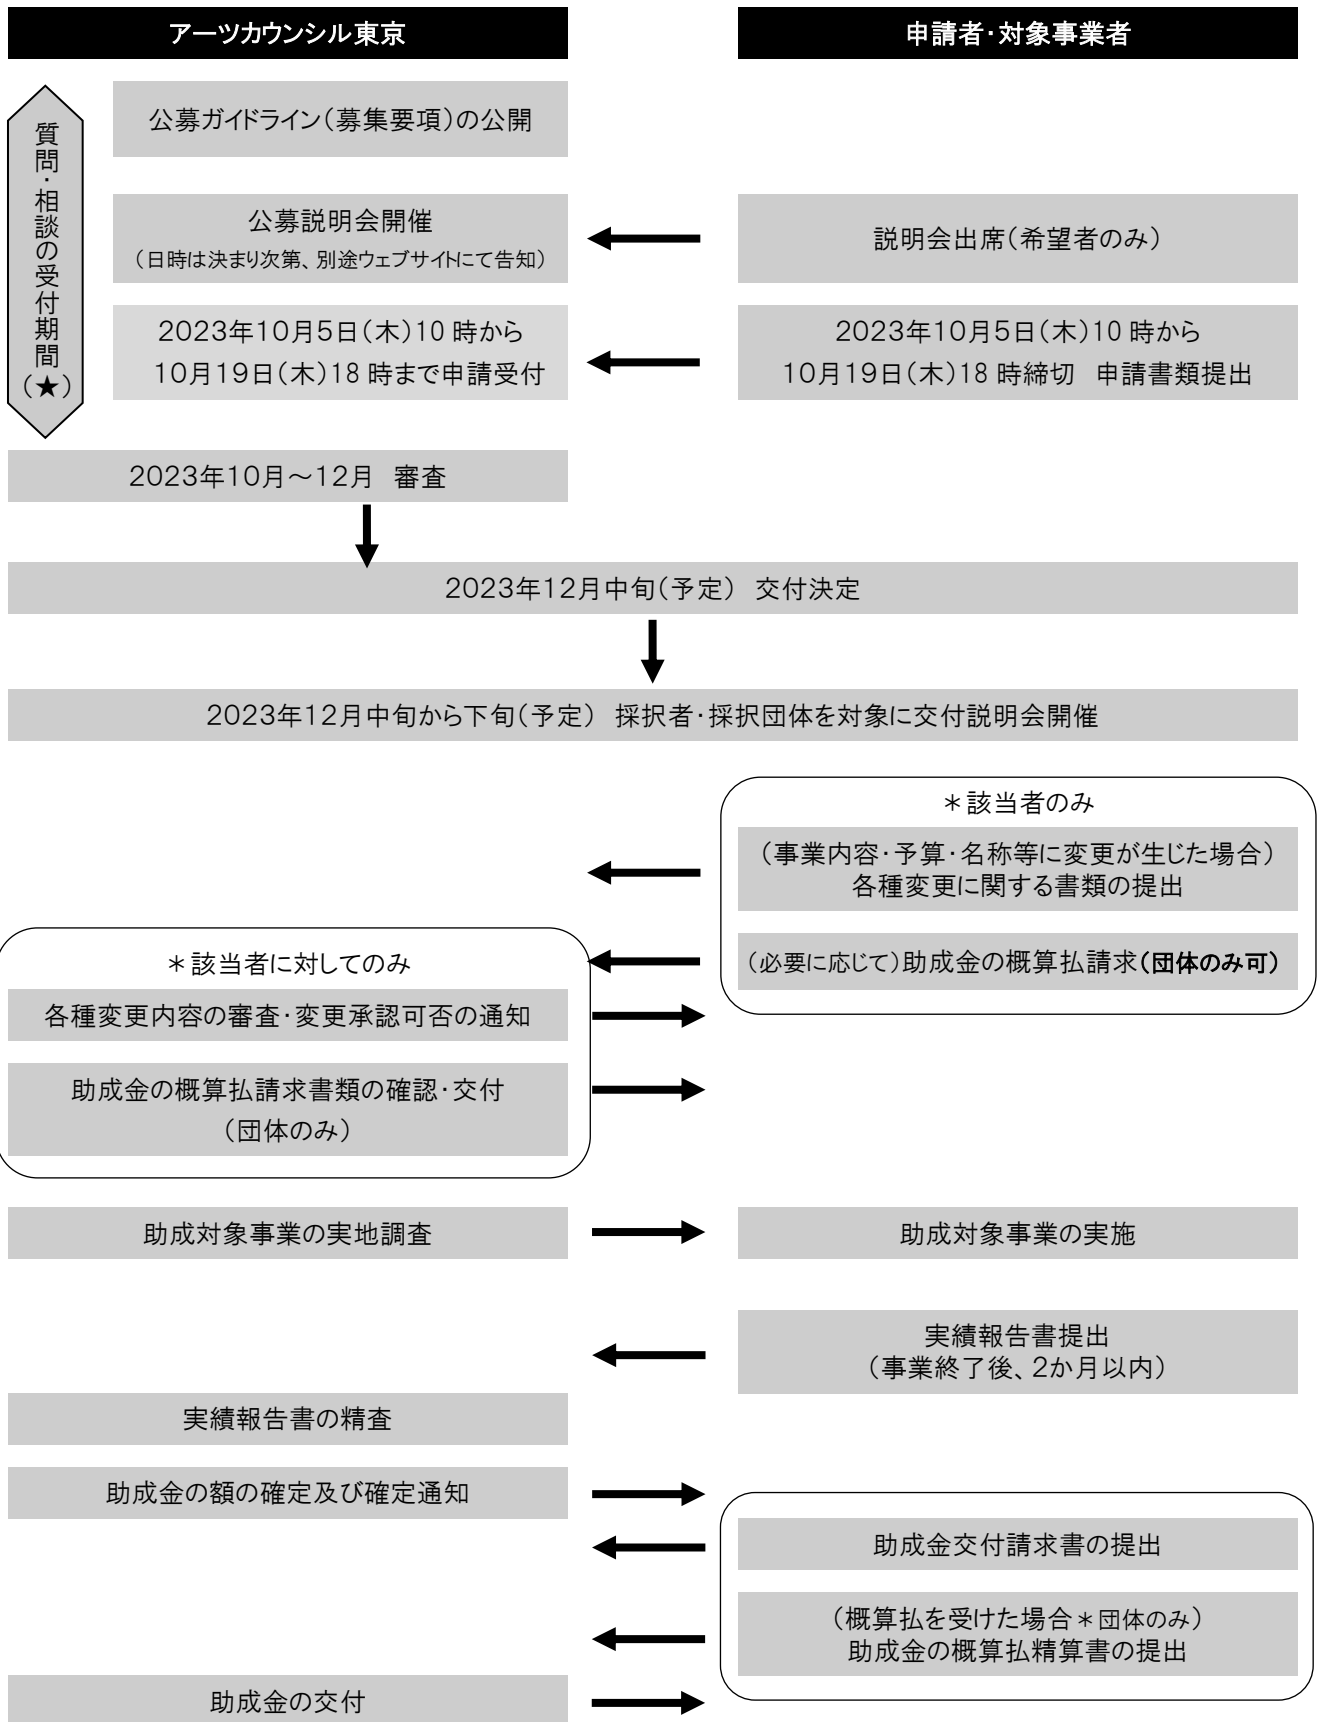 アーツカウンシル東京
申請者・対象事業者
質問・相談の受付期間(★)
公募ガイドライン(募集要項)の公開
公募説明会開催
(日時は決まり次第、別途ウェブサイトにて告知)
説明会出席(希望者のみ)
2023年10月5日(木)10 時から
10月19日(木)18 時まで申請受付
2023年10月5日(木)10 時から
10月19日(木)18 時締切 申請書類提出
2023年10月~12月 審査
2023年12月中旬(予定) 交付決定
2023年12月中旬から下旬(予定) 採択者・採択団体を対象に交付説明会開催
*該当者のみ
(事業内容・予算・名称等に変更が生じた場合)
各種変更に関する書類の提出
(必要に応じて)助成金の概算払請求(団体のみ可)
*該当者に対してのみ
各種変更内容の審査・変更承認可否の通知
助成金の概算払請求書類の確認・交付
(団体のみ)
助成対象事業の実地調査
助成対象事業の実施
実績報告書提出
(事業終了後、2か月以内)
実績報告書の精査
助成金の額の確定及び確定通知
助成金交付請求書の提出
(概算払を受けた場合*団体のみ)
助成金の概算払精算書の提出
助成金の交付